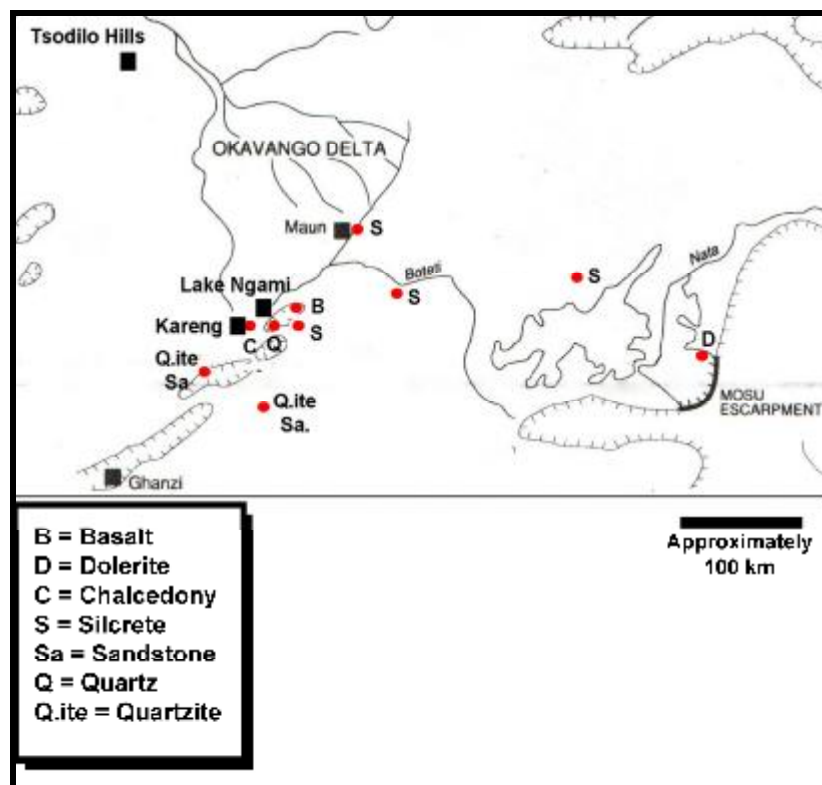 Tsodilo Hills
OKAVANGO DELTA
Maun
S
Boteti
Nata
S
Lake Ngami
S
B
Kareng
C
Q
S
D
Q.ite
Sa
Q.ite
Sa.
MOSU
ESCARPMENT
Ghanzi
B = Basalt
D = Dolerite
C = Chalcedony
S = Silcrete
Sa = Sandstone
Q = Quartz
Q.ite = Quartzite
Approximately
100 km